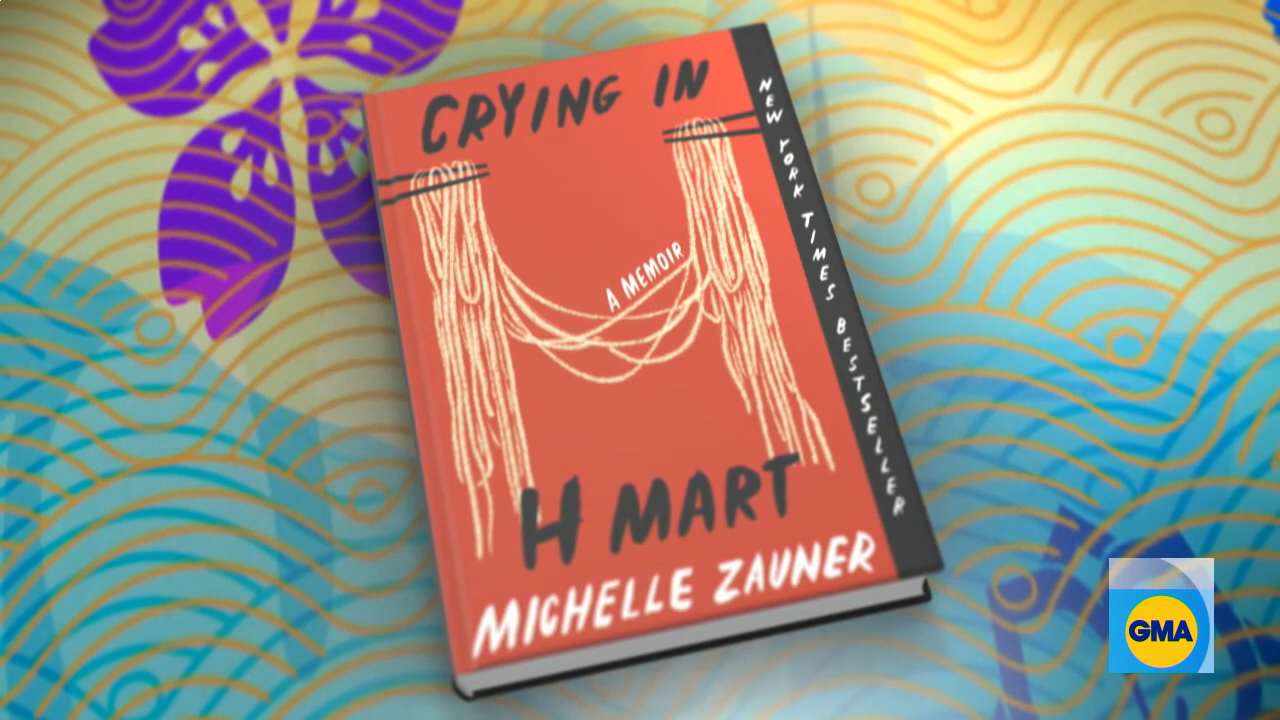 CRYING IN
A MEMOIR
H MART
MICHELLE ZAUNER
NEW YORK TIMES BESTSELLER
GMA